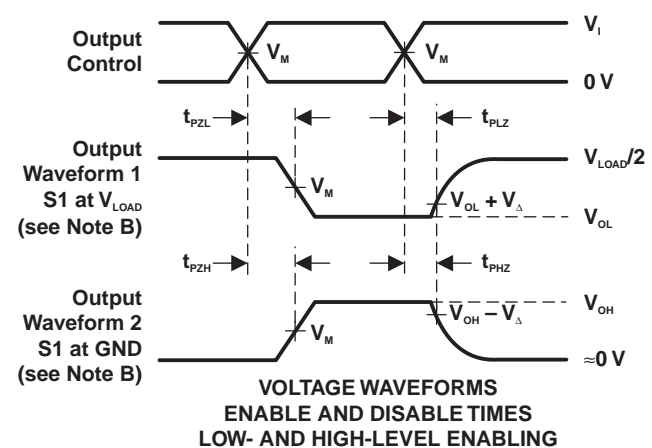 Output
Control
V_M
V_M
V_I
0 V
t_PZL
t_PLZ
Output
Waveform 1
S1 at V_LOAD
(see Note B)
V_M
V_LOAD/2
V_OL + V_Δ
V_OL
t_PZH
t_PHZ
Output
Waveform 2
S1 at GND
(see Note B)
V_M
V_OH
V_OH – V_Δ
≈0 V
VOLTAGE WAVEFORMS
ENABLE AND DISABLE TIMES
LOW- AND HIGH-LEVEL ENABLING